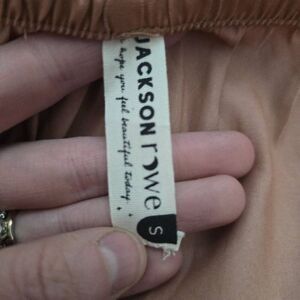 JACKSON rowe
hope you feel beautiful today.
S